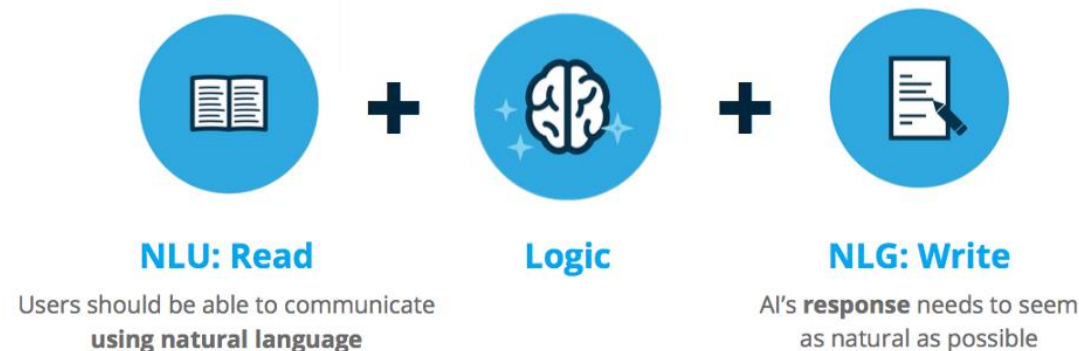 +
+
NLU: Read
Logic
NLG: Write
Users should be able to communicate
using natural language
AI's response needs to seem
as natural as possible